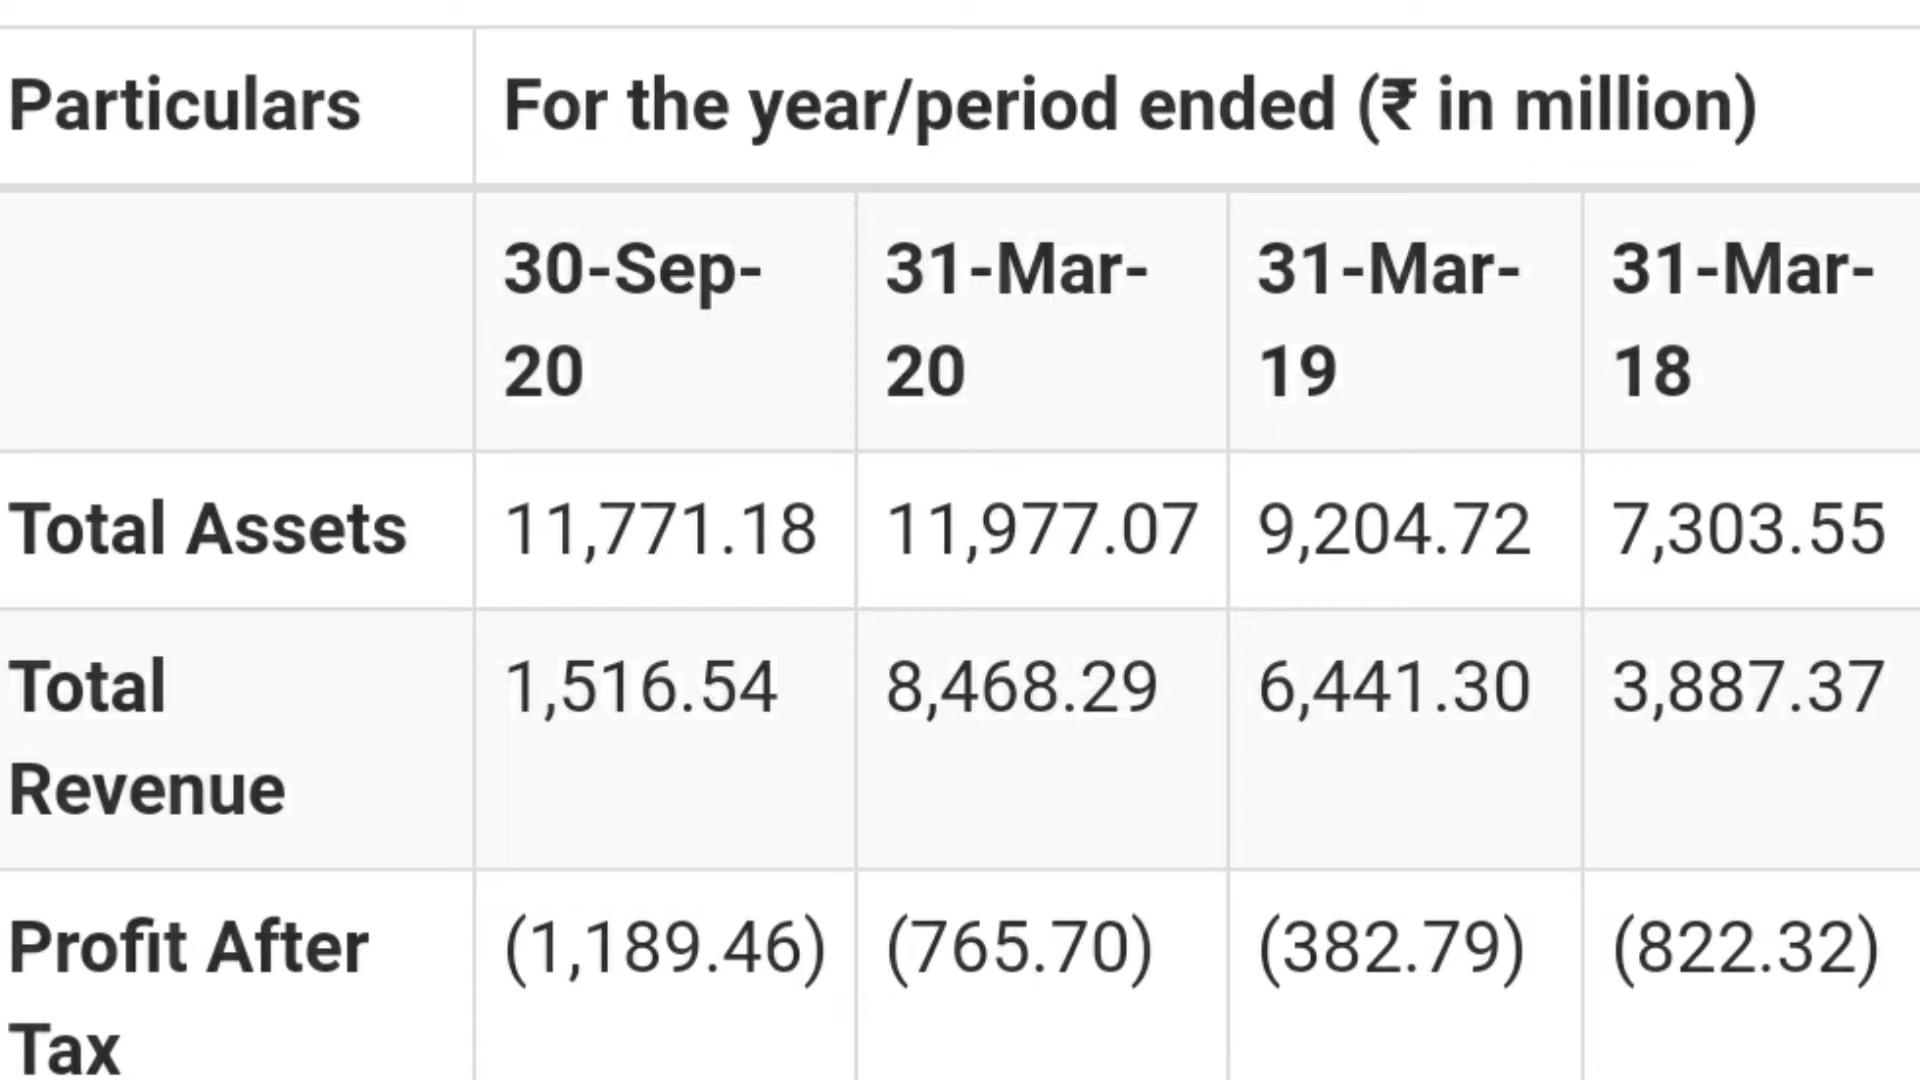 Particulars For the year/period ended (₹ in million)
30-Sep- 31-Mar- 31-Mar- 31-Mar-
20 20 19 18
Total Assets 11,771.18 11,977.07 9,204.72 7,303.55
Total 1,516.54 8,468.29 6,441.30 3,887.37
Revenue
Profit After (1,189.46) (765.70) (382.79) (822.32)
Tax